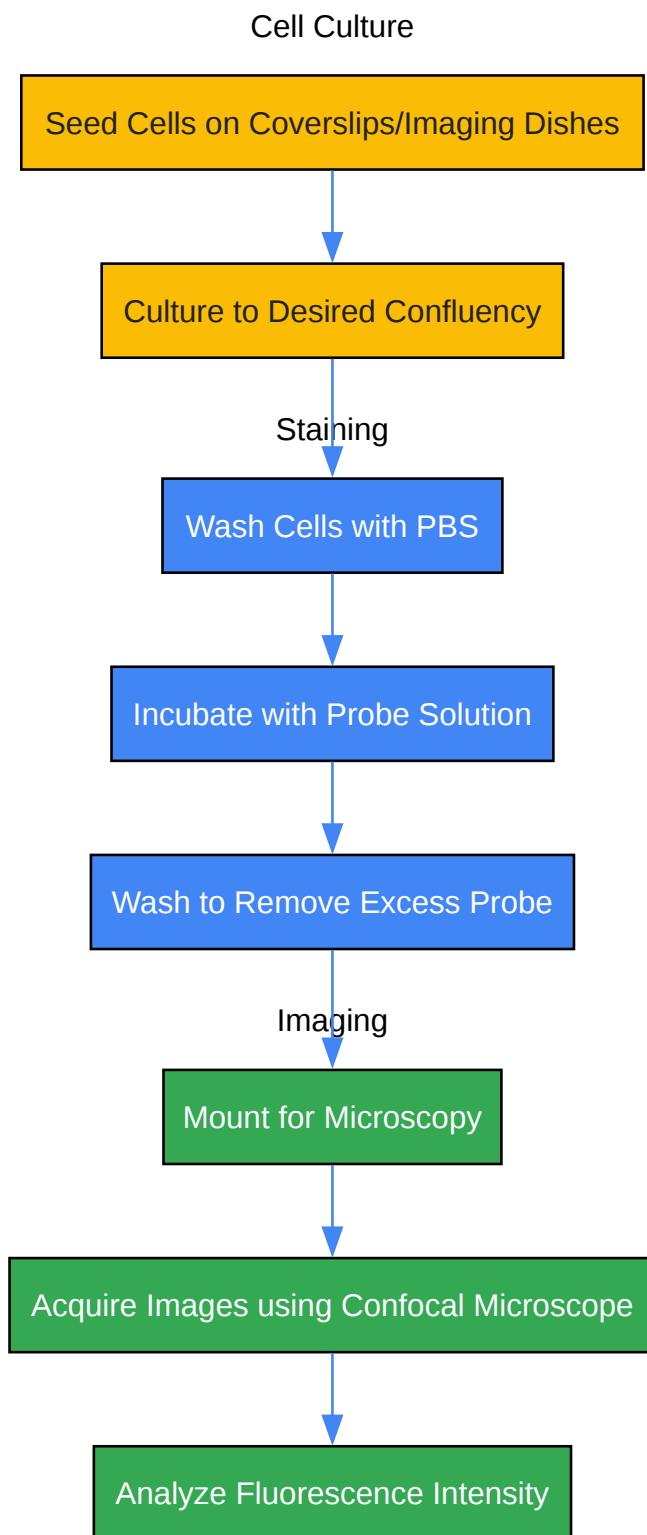 Cell Culture
Seed Cells on Coverslips/Imaging Dishes
Culture to Desired Confluency
Staining
Wash Cells with PBS
Incubate with Probe Solution
Wash to Remove Excess Probe
Imaging
Mount for Microscopy
Acquire Images using Confocal Microscope
Analyze Fluorescence Intensity